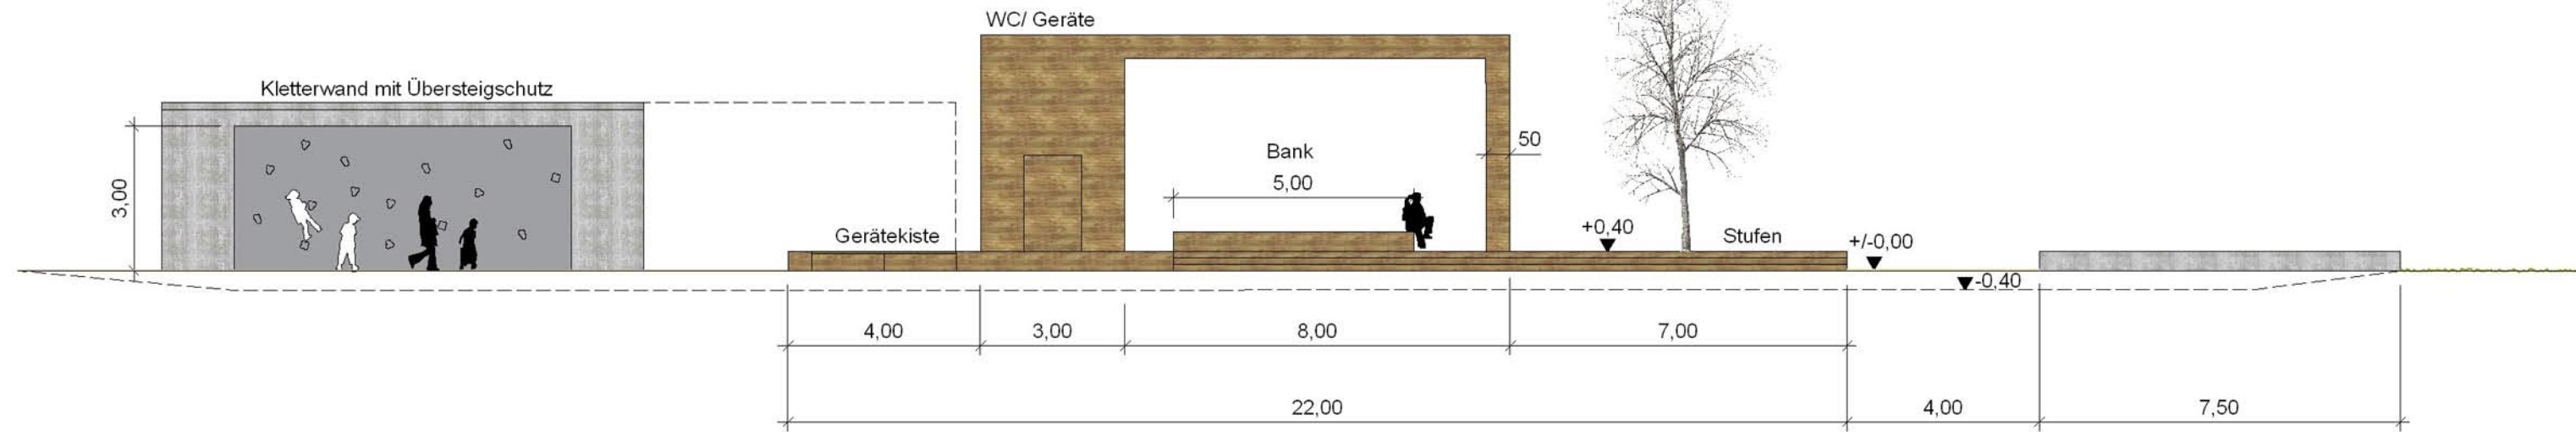 WC/ Geräte
Kletterwand mit Übersteigschutz
3,00
50
Bank
5,00
Gerätekiste
+0,40
Stufen
+/-0,00
-0,40
4,00
3,00
8,00
7,00
22,00
4,00
7,50